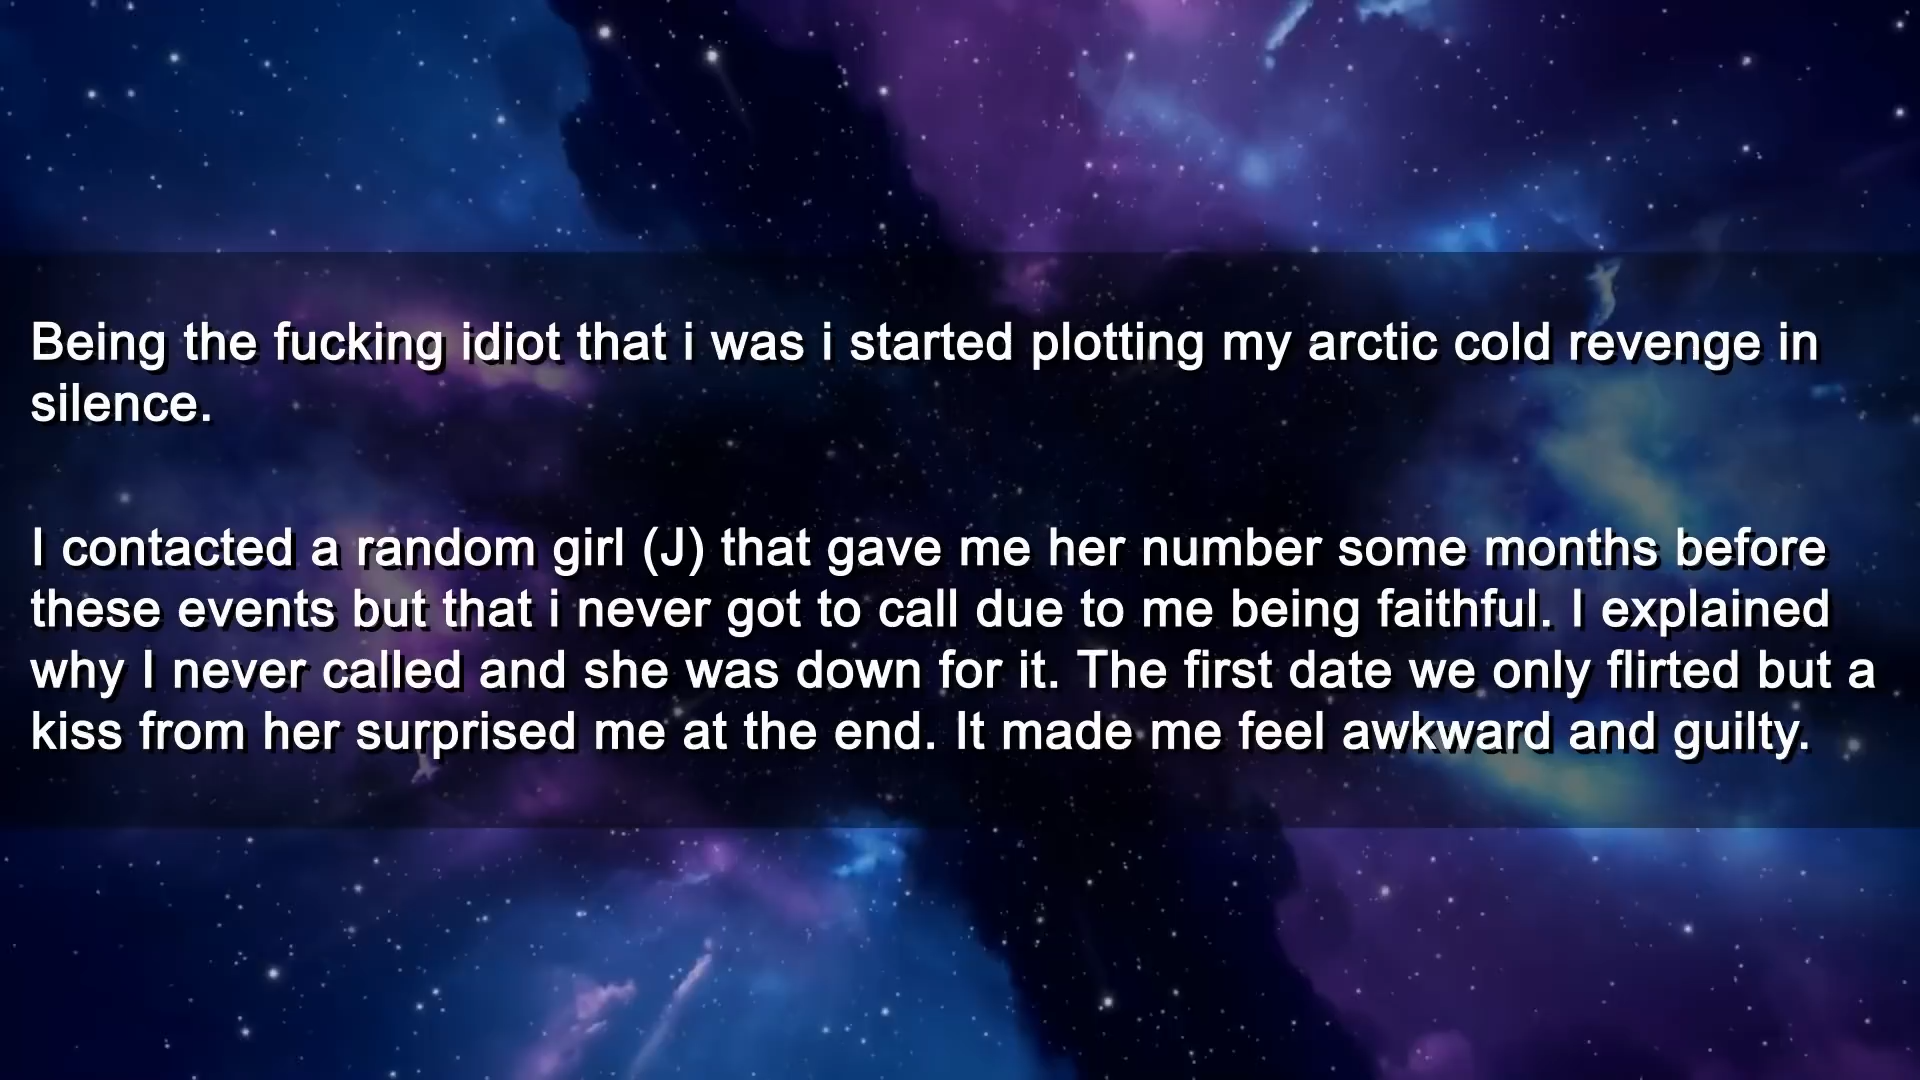 Being the fucking idiot that i was i started plotting my arctic cold revenge in
silence.
I contacted a random girl (J) that gave me her number some months before
these events but that i never got to call due to me being faithful. I explained
why I never called and she was down for it. The first date we only flirted but a
kiss from her surprised me at the end. It made me feel awkward and guilty.